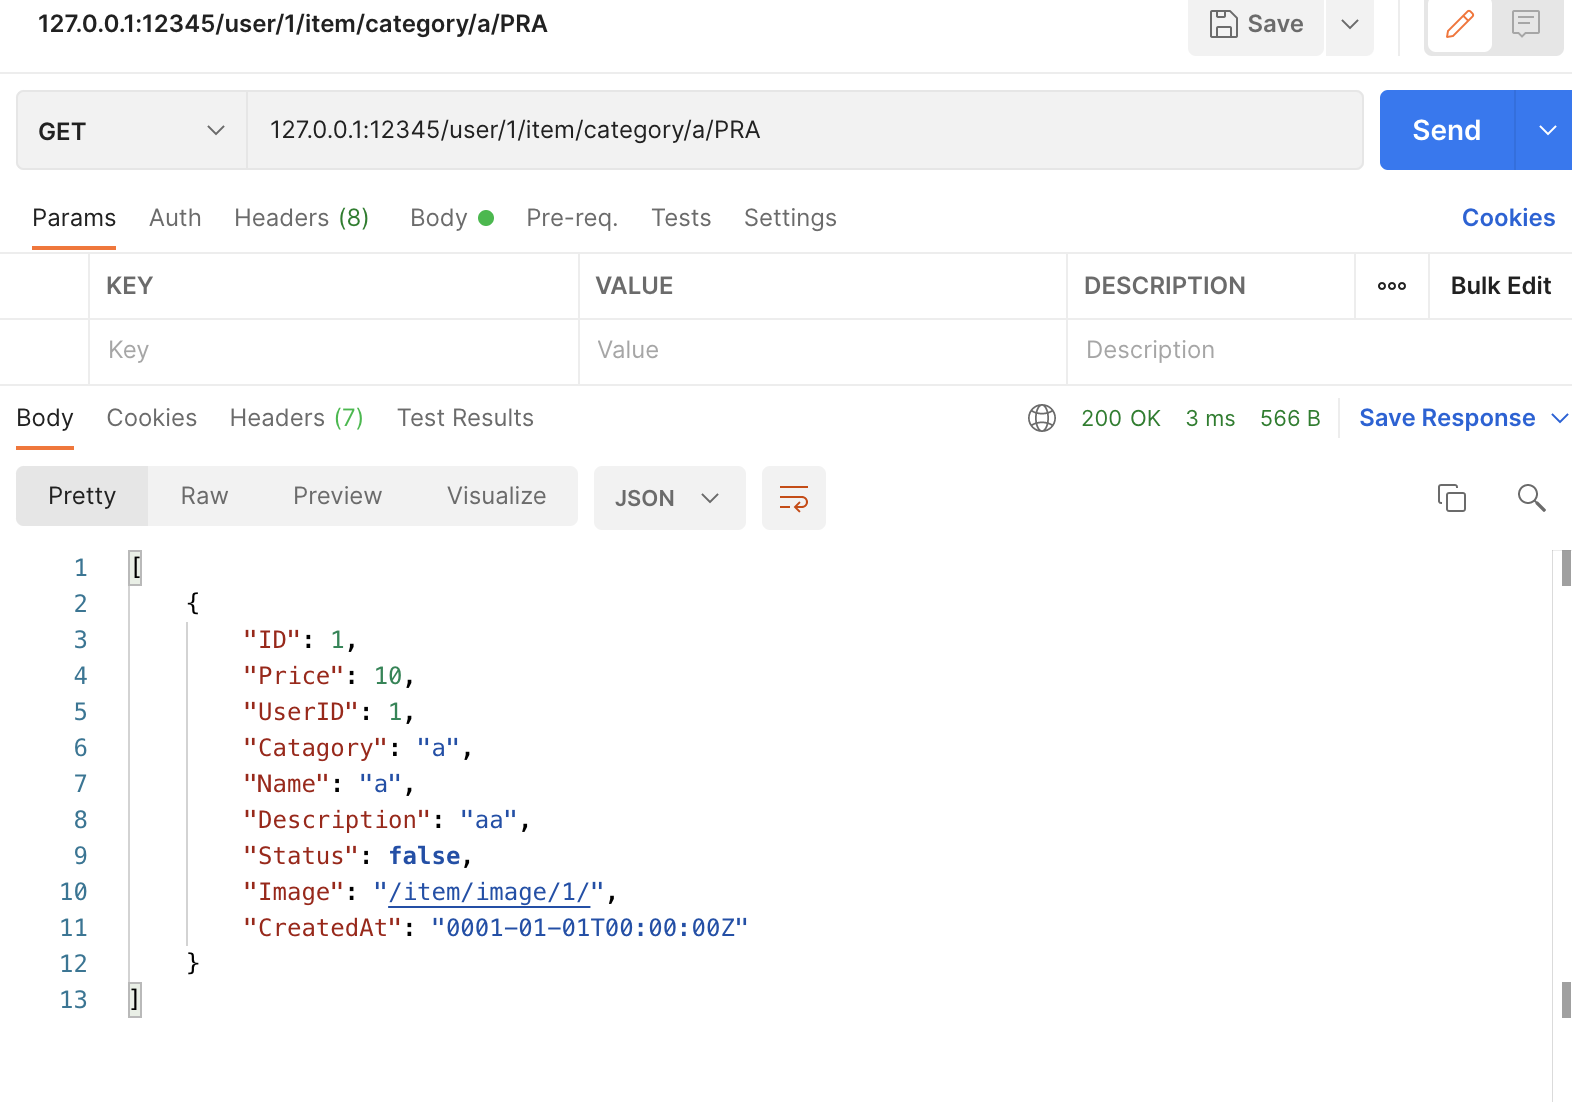 127.0.0.1:12345/user/1/item/category/a/PRA
Save
GET
127.0.0.1:12345/user/1/item/category/a/PRA
Send
Params Auth Headers (8) Body Pre-req. Tests Settings Cookies
KEY VALUE DESCRIPTION ooo Bulk Edit
Key Value Description
Body Cookies Headers (7) Test Results 200 OK 3 ms 566 B Save Response
Pretty Raw Preview Visualize JSON
1 [
2 {
3 "ID": 1,
4 "Price": 10,
5 "UserID": 1,
6 "Catagory": "a",
7 "Name": "a",
8 "Description": "aa",
9 "Status": false,
10 "Image": "/item/image/1/",
11 "CreatedAt": "0001-01-01T00:00:00Z"
12 }
13 ]